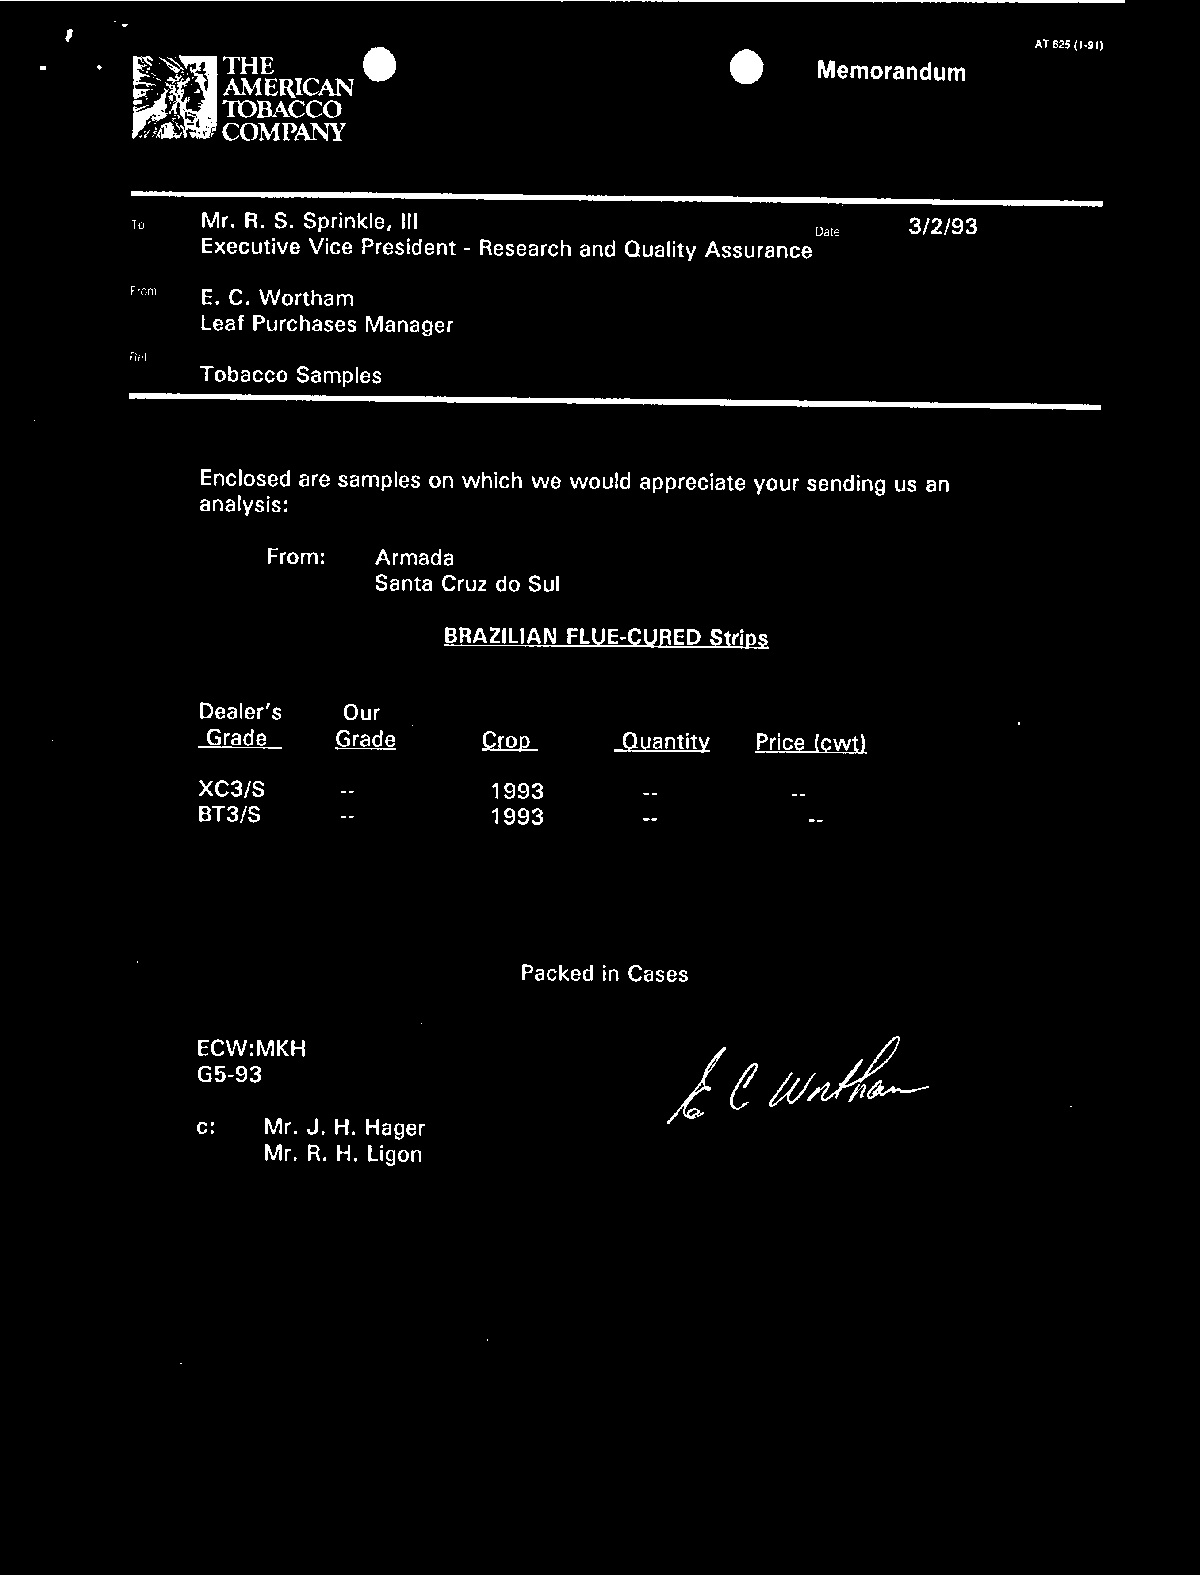 AT 825 (1-91)
THE
AMERICAN
TOBACCO
COMPANY
Memorandum
To Mr. R. S. Sprinkle, III
Executive Vice President - Research and Quality Assurance
Date 3/2/93
From E. C. Wortham
Leaf Purchases Manager
Ref.
Tobacco Samples
Enclosed are samples on which we would appreciate your sending us an
analysis:
From: Armada
Santa Cruz do Sul
BRAZILIAN FLUE-CURED Strips
Dealer's Our
Grade Grade Crop Quantity Price (cwt)
XC3/S -- 1993 -- --
BT3/S -- 1993 -- --
Packed in Cases
ECW:MKH
G5-93
E C Wortham
c: Mr. J. H. Hager
Mr. R. H. Ligon